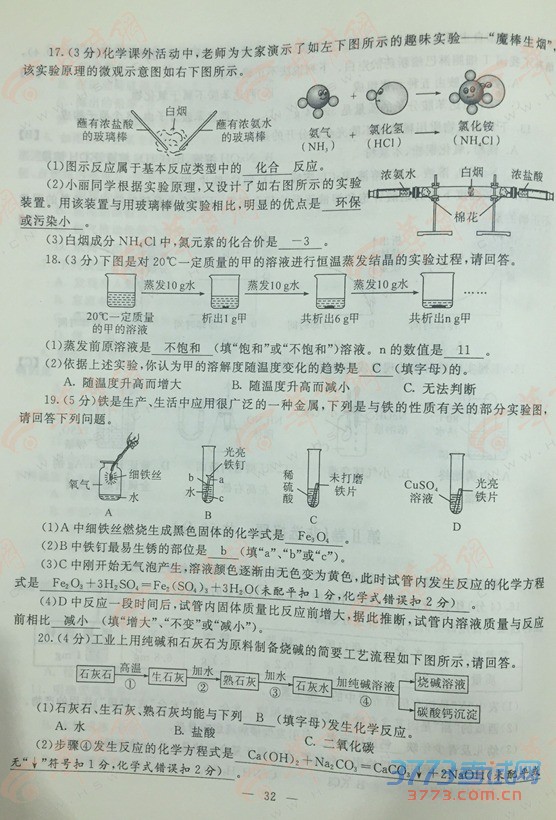 17.(3分)化学课外活动中,老师为大家演示了如左下图所示的趣味实验——“魔棒生烟”,
该实验原理的微观示意图如右下图所示。
蘸有浓盐酸的玻璃棒
白烟
蘸有浓氨水的玻璃棒
+
氨气 (NH₃)
氯化氢 (HCl)
氯化铵 (NH₄Cl)
(1)图示反应属于基本反应类型中的 化合 反应。
(2)小丽同学根据实验原理,又设计了如右图所示的实验
装置。用该装置与用玻璃棒做实验相比,明显的优点是 环保
或污染小 。
浓氨水 白烟 浓盐酸
棉花
(3)白烟成分NH₄Cl中,氮元素的化合价是 -3 。
18.(3分)下图是对20℃一定质量的甲的溶液进行恒温蒸发结晶的实验过程,请回答。
蒸发10 g水 蒸发10 g水 蒸发10 g水 ……
20℃一定质量的甲的溶液 析出1 g甲 共析出6 g甲 共析出n g甲
(1)蒸发前原溶液是 不饱和 (填“饱和”或“不饱和”)溶液。n的数值是 11 。
(2)依据上述实验,你认为甲的溶解度随温度变化的趋势是 C (填字母)的。
A. 随温度升高而增大 B. 随温度升高而减小 C. 无法判断
19.(5分)铁是生产、生活中应用很广泛的一种金属,下列是与铁的性质有关的部分实验图,
请回答下列问题。
氧气 细铁丝 水
水 b a c 光亮铁钉
稀硫酸 未打磨铁片
CuSO₄溶液 光亮铁片
A B C D
(1)A中细铁丝燃烧生成黑色固体的化学式是 Fe₃O₄ 。
(2)B中铁钉最易生锈的部位是 b (填“a”、“b”或“c”)。
(3)C中刚开始无气泡产生,溶液颜色逐渐由无色变为黄色,此时试管内发生反应的化学方程
式是 Fe₂O₃+3H₂SO₄=Fe₂(SO₄)₃+3H₂O(未配平扣1分,化学式错误扣2分) 。
(4)D中反应一段时间后,试管内固体质量比反应前增大,据此推断,试管内溶液质量与反应
前相比 减小 (填“增大”、“不变”或“减小”)。
20.(4分)工业上用纯碱和石灰石为原料制备烧碱的简要工艺流程如下图所示,请回答。
石灰石 高温 ① 生石灰 加水 ② 熟石灰 加水 ③ 石灰水 加纯碱溶液 ④ 烧碱溶液
碳酸钙沉淀
(1)石灰石、生石灰、熟石灰均能与下列 B (填字母)发生化学反应。
A. 水 B. 盐酸 C. 二氧化碳
(2)步骤④发生反应的化学方程式是 Ca(OH)₂+Na₂CO₃=CaCO₃↓+2NaOH(未配平或
无“↓”符号扣1分,化学式错误扣2分) 。
— 32 —
3773考试网
www.3773.com.cn